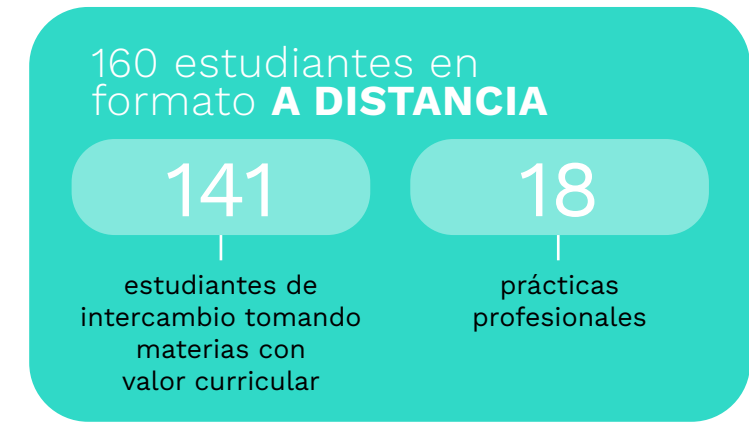 160 estudiantes en
formato A DISTANCIA
141
estudiantes de
intercambio tomando
materias con
valor curricular
18
prácticas
profesionales